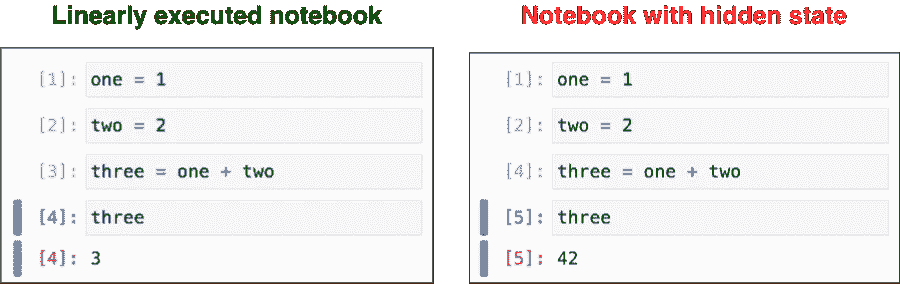 Linearly executed notebook
[1]: one = 1
[2]: two = 2
[3]: three = one + two
[4]: three
[4]: 3
Notebook with hidden state
[1]: one = 1
[2]: two = 2
[4]: three = one + two
[5]: three
[5]: 42